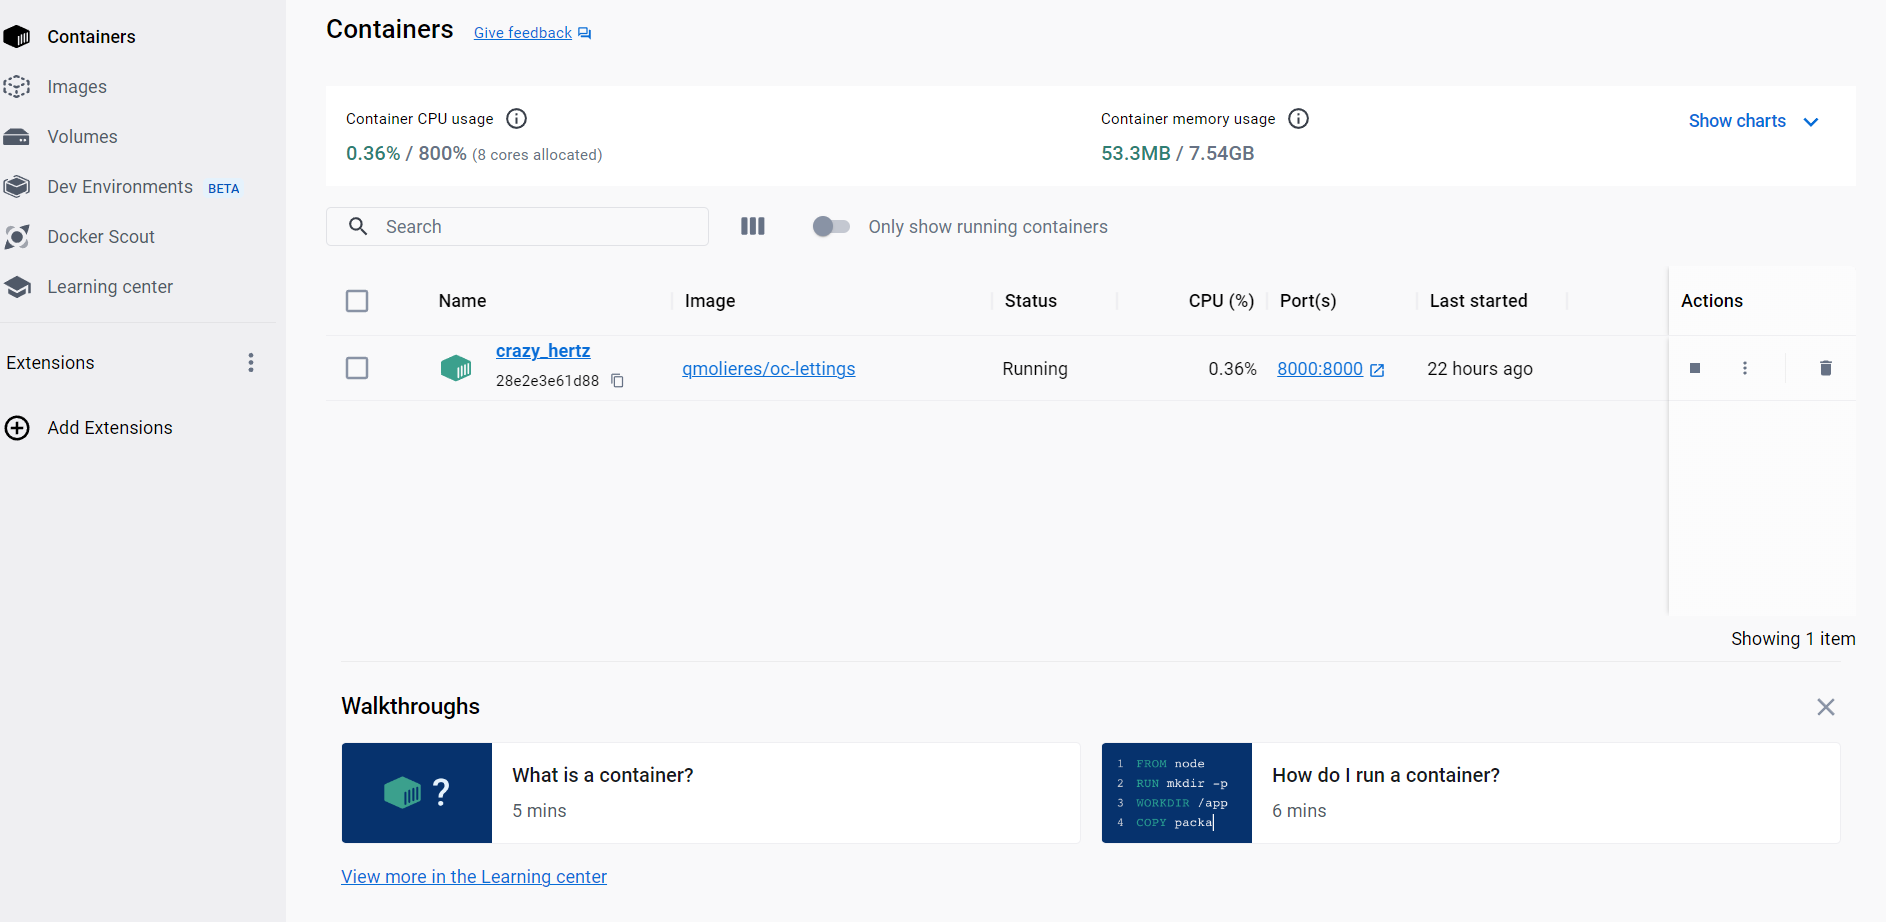 Containers
Images
Volumes
Dev Environments BETA
Docker Scout
Learning center
Extensions
Add Extensions
Containers Give feedback
Container CPU usage
0.36% / 800% (8 cores allocated)
Container memory usage
53.3MB / 7.54GB
Show charts
Search
Only show running containers
Name Image Status CPU (%) Port(s) Last started Actions
crazy_hertz
28e2e3e61d88
qmolieres/oc-lettings Running 0.36% 8000:8000 22 hours ago
Showing 1 item
Walkthroughs
?
What is a container?
5 mins
1 FROM node
2 RUN mkdir -p
3 WORKDIR /app
4 COPY packa
How do I run a container?
6 mins
View more in the Learning center